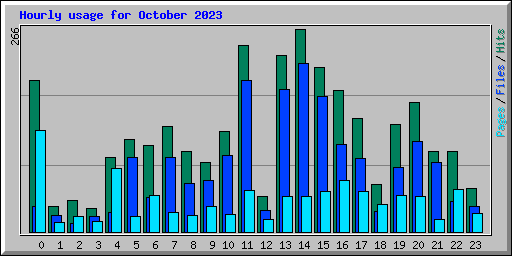 Hourly usage for October 2023
266
Pages/Files/Hits
0 1 2 3 4 5 6 7 8 9 10 11 12 13 14 15 16 17 18 19 20 21 22 23